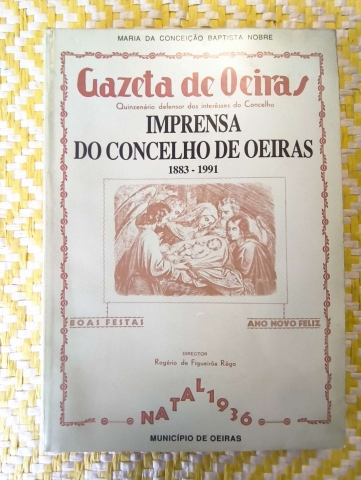 MARIA DA CONCEIÇÃO BAPTISTA NOBRE
Gazeta de Oeiras
Quinzenário defensor dos interêsses do Concelho
IMPRENSA
DO CONCELHO DE OEIRAS
1883 - 1991
BOAS FESTAS
ANO NOVO FELIZ
DIRECTOR
Rogério de Figueirôa Rêgo
NATAL 1936
MUNICÍPIO DE OEIRAS